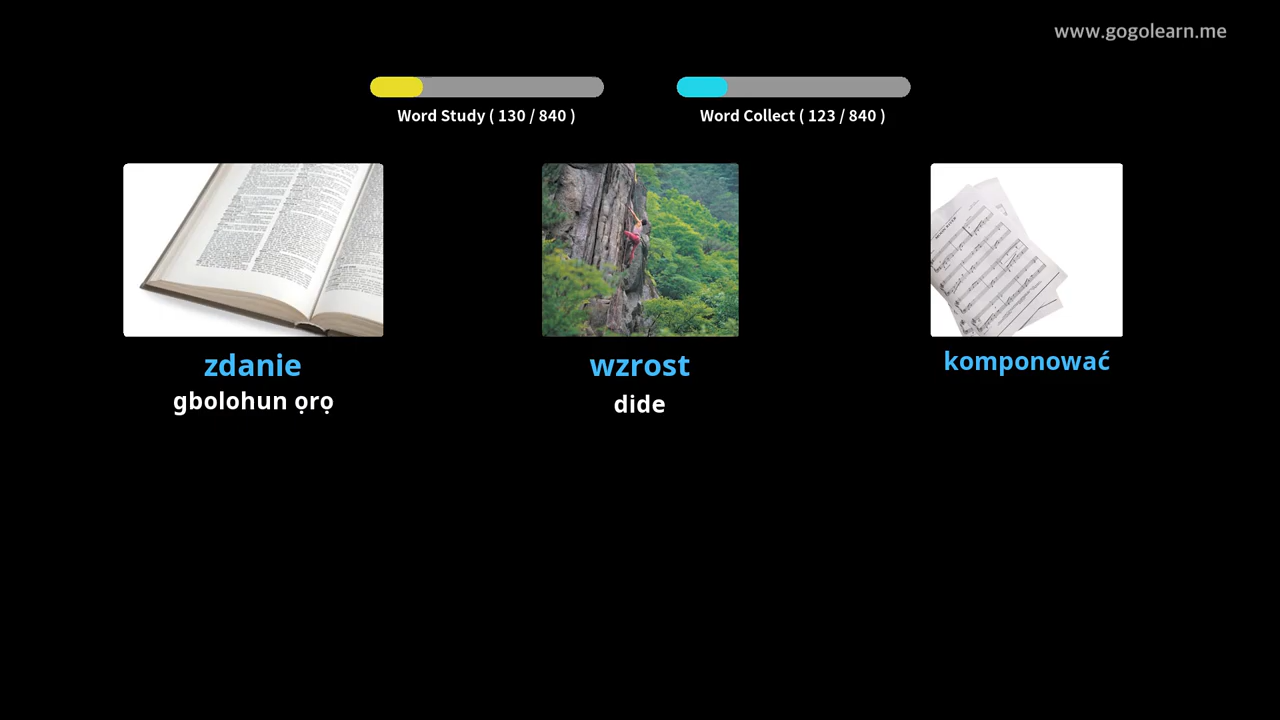 www.gogolearn.me
Word Study ( 130 / 840 )
Word Collect ( 123 / 840 )
zdanie
gbolohun ọrọ
wzrost
dide
komponować